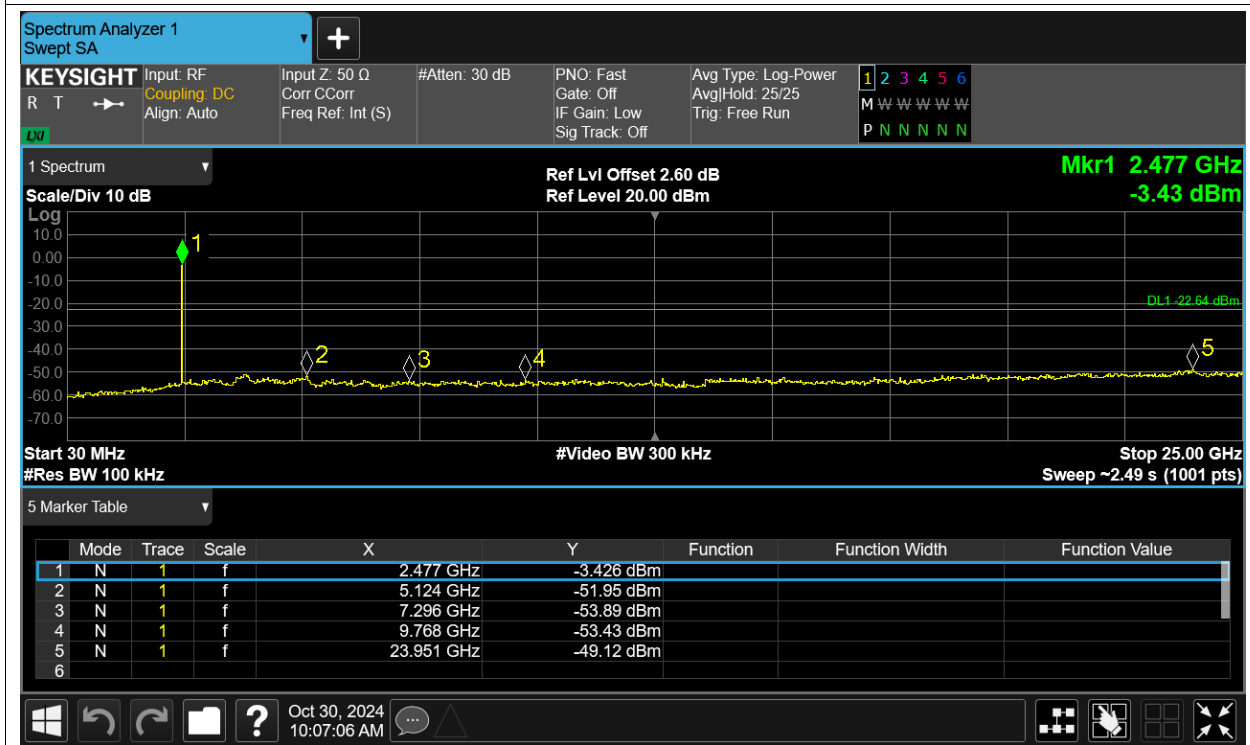 Spectrum Analyzer 1
Swept SA
KEYSIGHT
R T
LXI
Input: RF
Coupling: DC
Align: Auto
Input Z: 50 Ω
Corr CCorr
Freq Ref: Int (S)
#Atten: 30 dB
PNO: Fast
Gate: Off
IF Gain: Low
Sig Track: Off
Avg Type: Log-Power
Avg|Hold: 25/25
Trig: Free Run
1 2 3 4 5 6
M W W W W W
P N N N N N
1 Spectrum
Scale/Div 10 dB
Ref Lvl Offset 2.60 dB
Ref Level 20.00 dBm
Mkr1 2.477 GHz
-3.43 dBm
Log
10.0
0.00
-10.0
-20.0
-30.0
-40.0
-50.0
-60.0
-70.0
1
2
3
4
5
DL1 -22.64 dBm
Start 30 MHz
#Res BW 100 kHz
#Video BW 300 kHz
Stop 25.00 GHz
Sweep ~2.49 s (1001 pts)
5 Marker Table
Mode Trace Scale X Y Function Function Width Function Value
1 N 1 f 2.477 GHz -3.426 dBm
2 N 1 f 5.124 GHz -51.95 dBm
3 N 1 f 7.296 GHz -53.89 dBm
4 N 1 f 9.768 GHz -53.43 dBm
5 N 1 f 23.951 GHz -49.12 dBm
6
?
Oct 30, 2024
10:07:06 AM